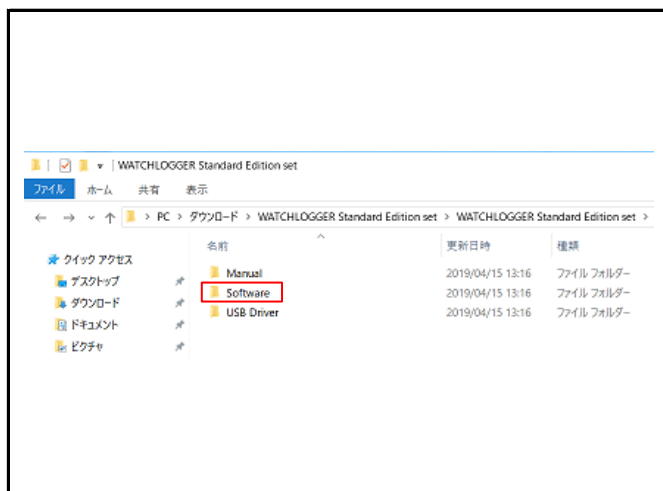 WATCHLOGGER Standard Edition set
ファイル ホーム 共有 表示
PC > ダウンロード > WATCHLOGGER Standard Edition set > WATCHLOGGER Standard Edition set >
名前 更新日時 種類
クイック アクセス
デスクトップ
ダウンロード
ドキュメント
ピクチャ
Manual 2019/04/15 13:16 ファイル フォルダー
Software 2019/04/15 13:16 ファイル フォルダー
USB Driver 2019/04/15 13:16 ファイル フォルダー